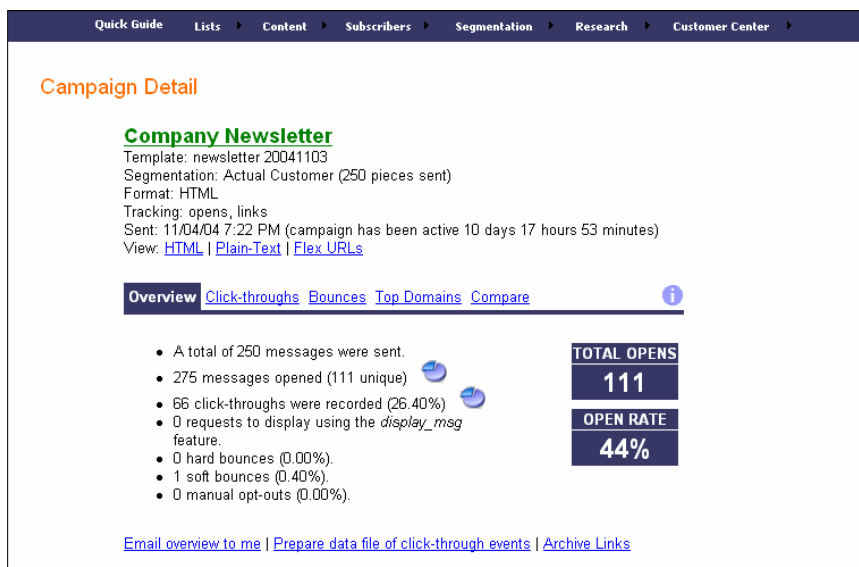 Quick Guide Lists Content Subscribers Segmentation Research Customer Center
Campaign Detail
Company Newsletter
Template: newsletter 20041103
Segmentation: Actual Customer (250 pieces sent)
Format: HTML
Tracking: opens, links
Sent: 11/04/04 7:22 PM (campaign has been active 10 days 17 hours 53 minutes)
View: HTML | Plain-Text | Flex URLs
Overview Click-throughs Bounces Top Domains Compare i
• A total of 250 messages were sent.
• 275 messages opened (111 unique)
• 66 click-throughs were recorded (26.40%)
• 0 requests to display using the display_msg
feature.
• 0 hard bounces (0.00%).
• 1 soft bounces (0.40%).
• 0 manual opt-outs (0.00%).
TOTAL OPENS
111
OPEN RATE
44%
Email overview to me | Prepare data file of click-through events | Archive Links